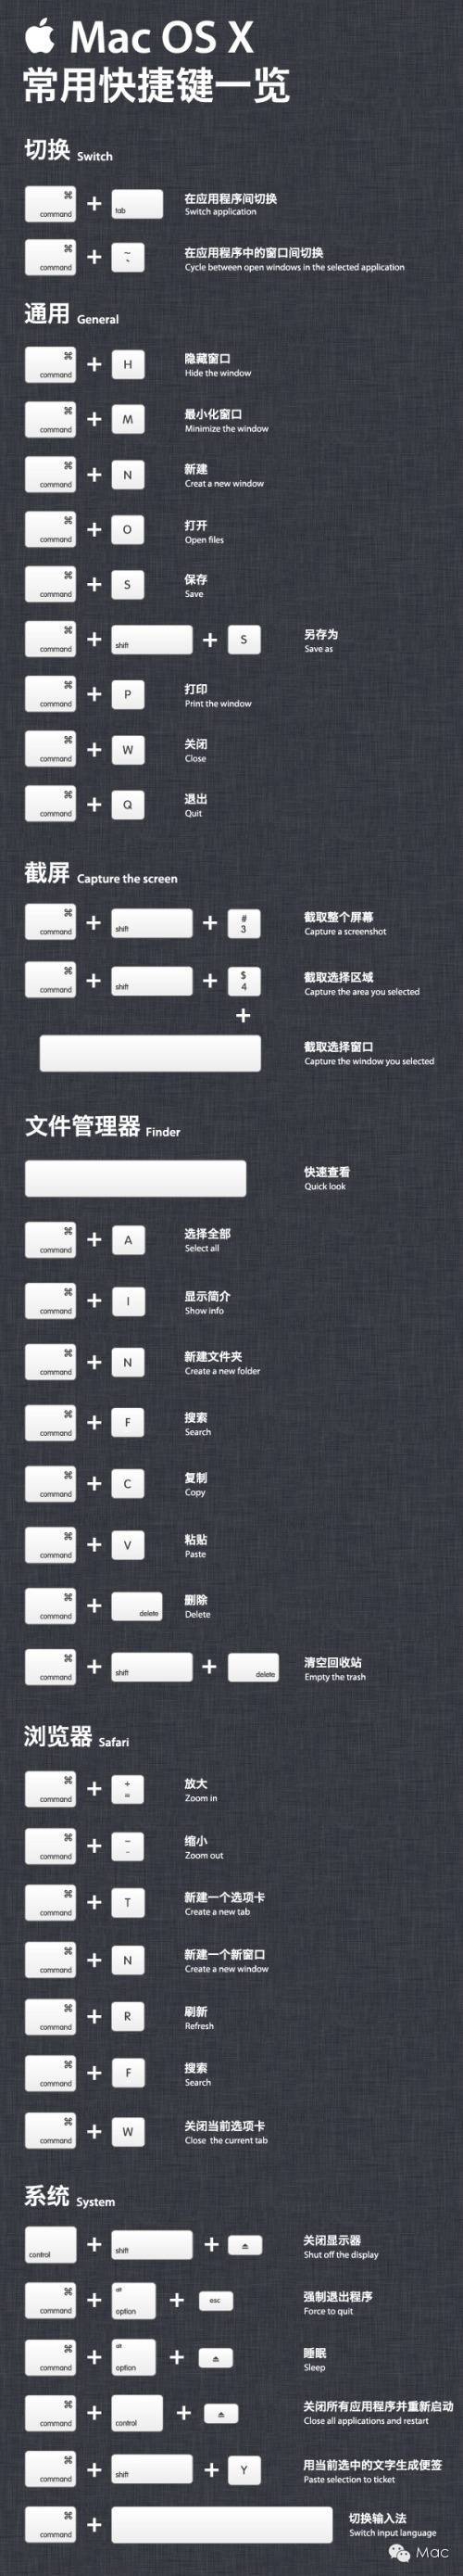 Mac OS X
常用快捷键一览
切换 Switch
⌘ command + tab 在应用程序间切换
Switch application
⌘ command + ~ ` 在应用程序中的窗口间切换
Cycle between open windows in the selected application
通用 General
⌘ command + H 隐藏窗口
Hide the window
⌘ command + M 最小化窗口
Minimize the window
⌘ command + N 新建
Creat a new window
⌘ command + O 打开
Open files
⌘ command + S 保存
Save
⌘ command + shift + S 另存为
Save as
⌘ command + P 打印
Print the window
⌘ command + W 关闭
Close
⌘ command + Q 退出
Quit
截屏 Capture the screen
⌘ command + shift + # 3 截取整个屏幕
Capture a screenshot
⌘ command + shift + $ 4 截取选择区域
Capture the area you selected
+
截取选择窗口
Capture the window you selected
文件管理器 Finder
快速查看
Quick look
⌘ command + A 选择全部
Select all
⌘ command + I 显示简介
Show info
⌘ command + N 新建文件夹
Create a new folder
⌘ command + F 搜索
Search
⌘ command + C 复制
Copy
⌘ command + V 粘贴
Paste
⌘ command + delete 删除
Delete
⌘ command + shift + delete 清空回收站
Empty the trash
浏览器 Safari
⌘ command + + = 放大
Zoom in
⌘ command + ~ - 缩小
Zoom out
⌘ command + T 新建一个选项卡
Create a new tab
⌘ command + N 新建一个新窗口
Create a new window
⌘ command + R 刷新
Refresh
⌘ command + F 搜索
Search
⌘ command + W 关闭当前选项卡
Close the current tab
系统 System
control + shift + ⏏ 关闭显示器
Shut off the display
⌘ command + alt option + esc 强制退出程序
Force to quit
⌘ command + alt option + ⏏ 睡眠
Sleep
⌘ command + control + ⏏ 关闭所有应用程序并重新启动
Close all applications and restart
⌘ command + shift + Y 用当前选中的文字生成便签
Paste selection to ticket
⌘ command + 切换输入法
Switch input language
Mac